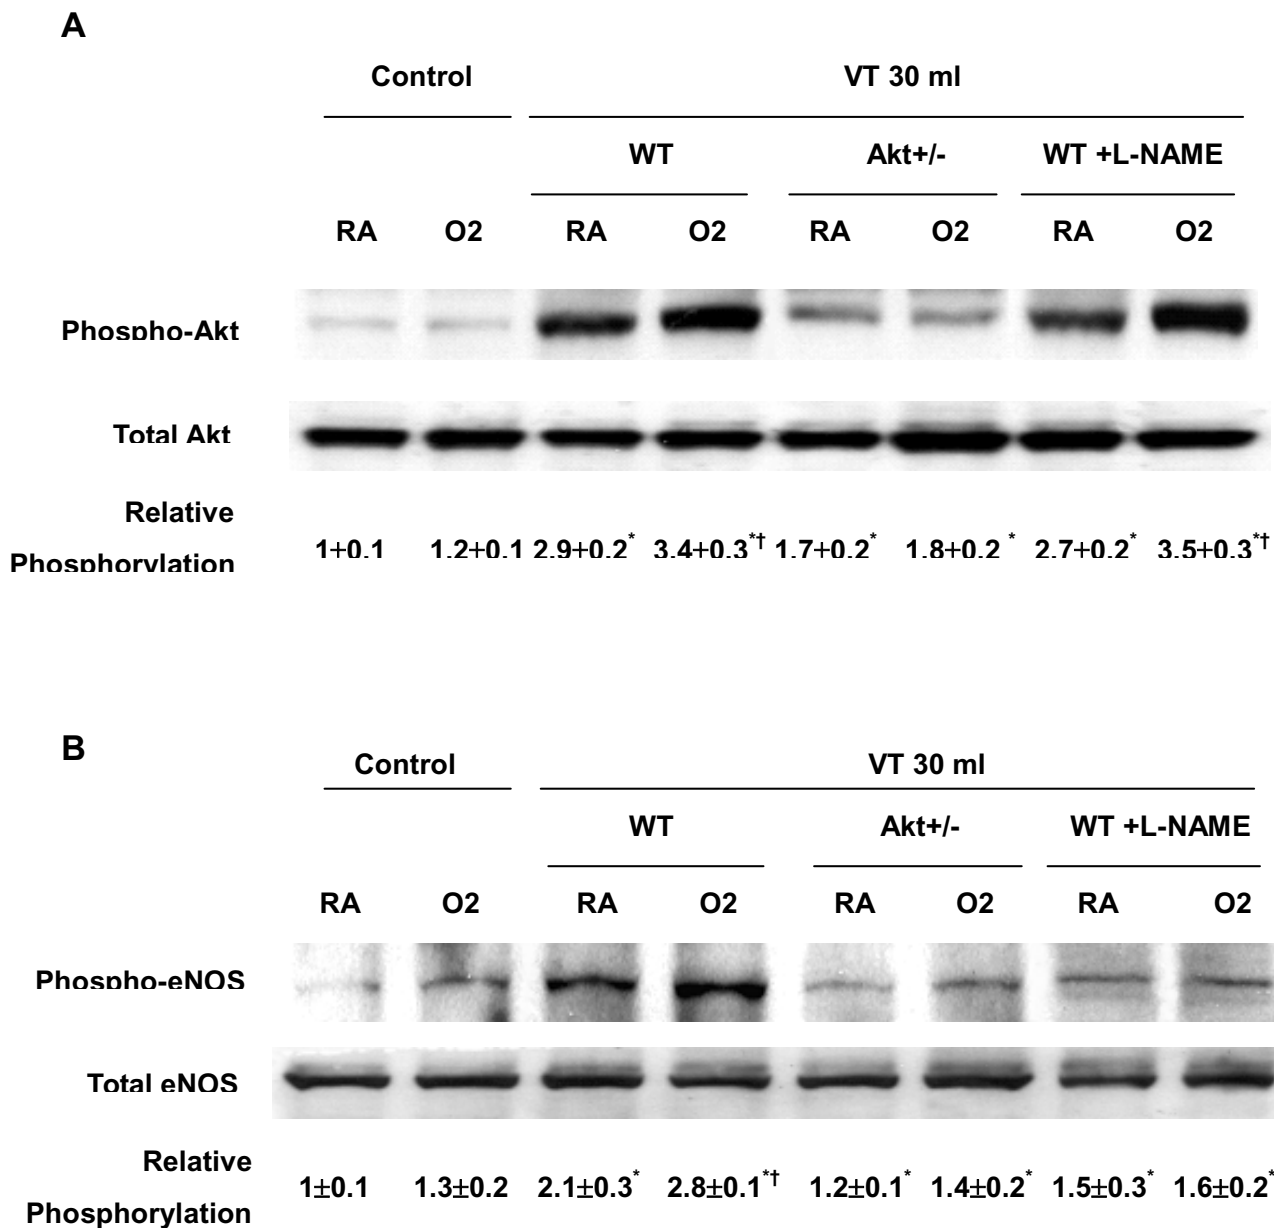 A
Control VT 30 ml
WT Akt+/- WT +L-NAME
RA O2 RA O2 RA O2 RA O2
Phospho-Akt
Total Akt
Relative
1±0.1 1.2±0.1 2.9±0.2* 3.4±0.3*† 1.7±0.2* 1.8±0.2 * 2.7±0.2* 3.5±0.3*†
Phosphorylation
B
Control VT 30 ml
WT Akt+/- WT +L-NAME
RA O2 RA O2 RA O2 RA O2
Phospho-eNOS
Total eNOS
Relative
1±0.1 1.3±0.2 2.1±0.3* 2.8±0.1*† 1.2±0.1* 1.4±0.2* 1.5±0.3* 1.6±0.2*
Phosphorylation